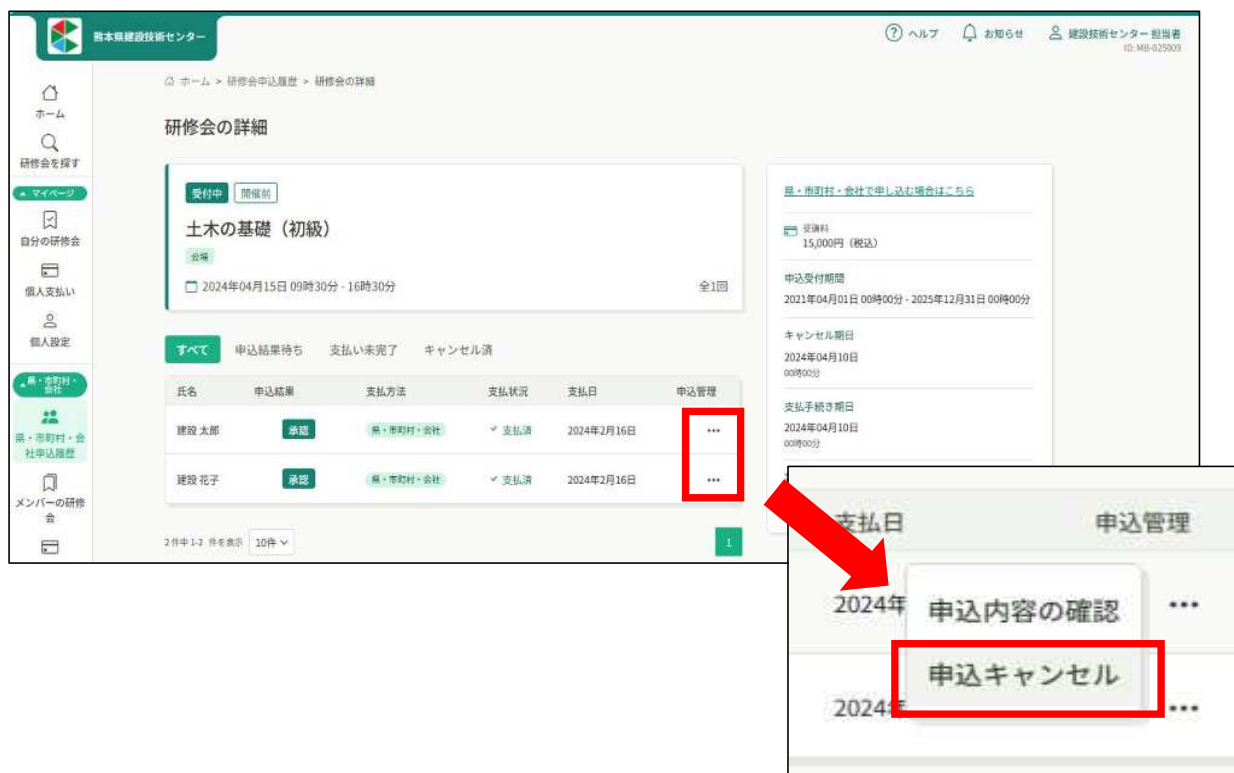 熊本県建設技術センター
ヘルプ
お知らせ
建設技術センター 担当者
ID: MB-025009
ホーム > 研修会申込履歴 > 研修会の詳細
ホーム
研修会を探す
マイページ
自分の研修会
個人支払い
個人設定
県・市町村・
会社
県・市町村・会
社申込履歴
メンバーの研修
会
研修会の詳細
受付中 開催前
土木の基礎（初級）
会場
2024年04月15日 09時30分 - 16時30分
全1回
すべて 申込結果待ち 支払い未完了 キャンセル済
氏名 申込結果 支払方法 支払状況 支払日 申込管理
建設 太郎 承認 県・市町村・会社 支払済 2024年2月16日 •••
建設 花子 承認 県・市町村・会社 支払済 2024年2月16日 •••
2件中 1-2 件を表示 10件
1
県・市町村・会社で申し込む場合はこちら
受講料
15,000円（税込）
申込受付期間
2021年04月01日 00時00分 - 2025年12月31日 00時00分
キャンセル期日
2024年04月10日
00時00分
支払手続き期日
2024年04月10日
00時00分
支払日 申込管理
2024年 申込内容の確認 •••
申込キャンセル
2024年 •••